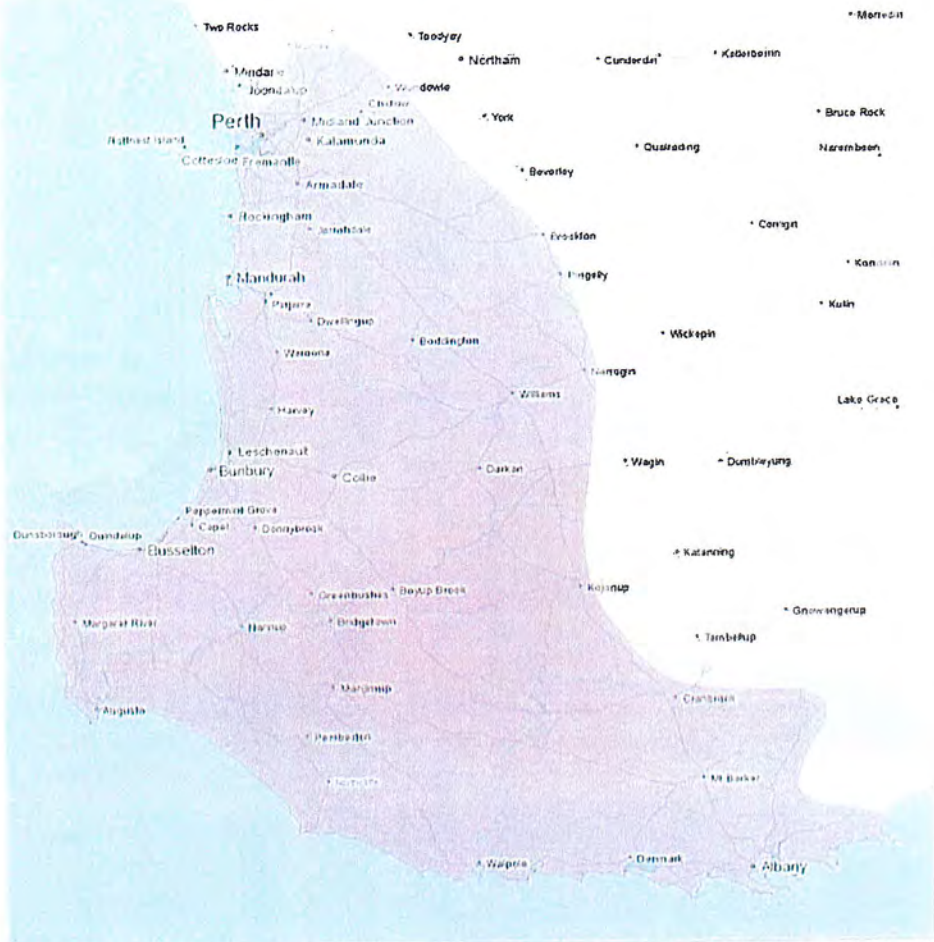 Merredin
Two Rocks
Toodyay
Northam
Cunderdin
Kellerberrin
Mindarie
Joondalup
Wundowie
Chidlow
York
Bruce Rock
Perth
Midland Junction
Kalamunda
Rottnest Island
Quairading
Narembeen
Cottesloe Fremantle
Beverley
Armadale
Rockingham
Jarrahdale
Corrigin
Brookton
Kondinin
Pingelly
Mandurah
Pinjarra
Kulin
Dwellingup
Wickepin
Boddington
Waroona
Narrogin
Williams
Lake Grace
Harvey
Leschenault
Bunbury
Collie
Darkan
Wagin
Dumbleyung
Peppermint Grove
Capel
Donnybrook
Dunsborough Quindalup
Busselton
Katanning
Greenbushes
Boyup Brook
Kojonup
Gnowangerup
Margaret River
Nannup
Bridgetown
Tambellup
Manjimup
Cranbrook
Augusta
Pemberton
Northcliffe
Mt Barker
Walpole
Denmark
Albany